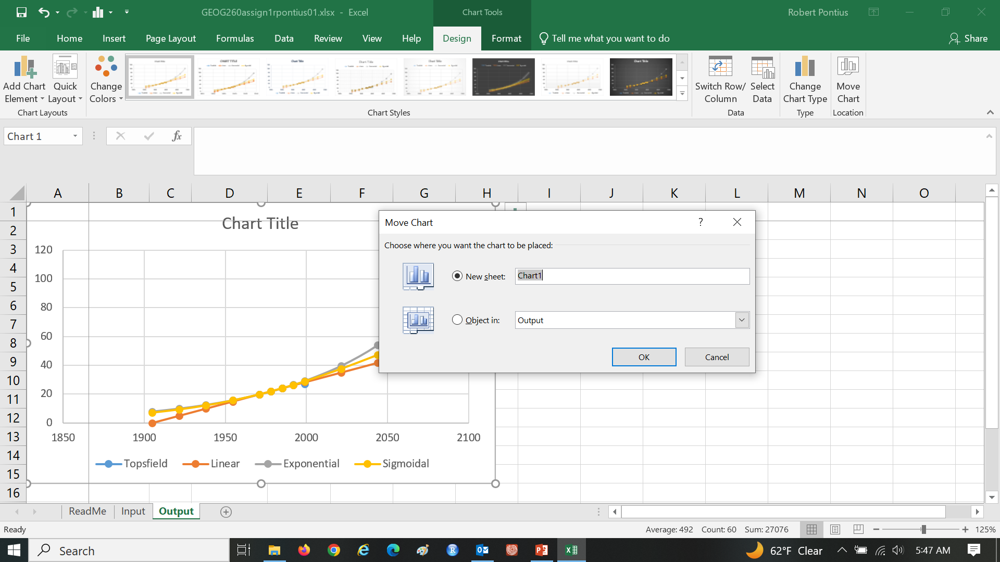 GEOG260assign1rpontius01.xlsx - Excel
Chart Tools
Robert Pontius
File
Home
Insert
Page Layout
Formulas
Data
Review
View
Help
Design
Format
Tell me what you want to do
Share
Add Chart
Element
Quick
Layout
Change
Colors
Switch Row/
Column
Select
Data
Change
Chart Type
Move
Chart
Chart Layouts
Chart Styles
Data
Type
Location
Chart 1
fx
A B C D E F G H I J K L M N O
1
2
3
4
5
6
7
8
9
10
11
12
13
14
15
16
Chart Title
120
100
80
60
40
20
0
1850 1900 1950 2000 2050 2100
Topsfield Linear Exponential Sigmoidal
Move Chart
?
Choose where you want the chart to be placed:
New sheet: Chart1
Object in: Output
OK
Cancel
ReadMe
Input
Output
Ready
Average: 492 Count: 60 Sum: 27076
125%
Search
62°F Clear
5:47 AM